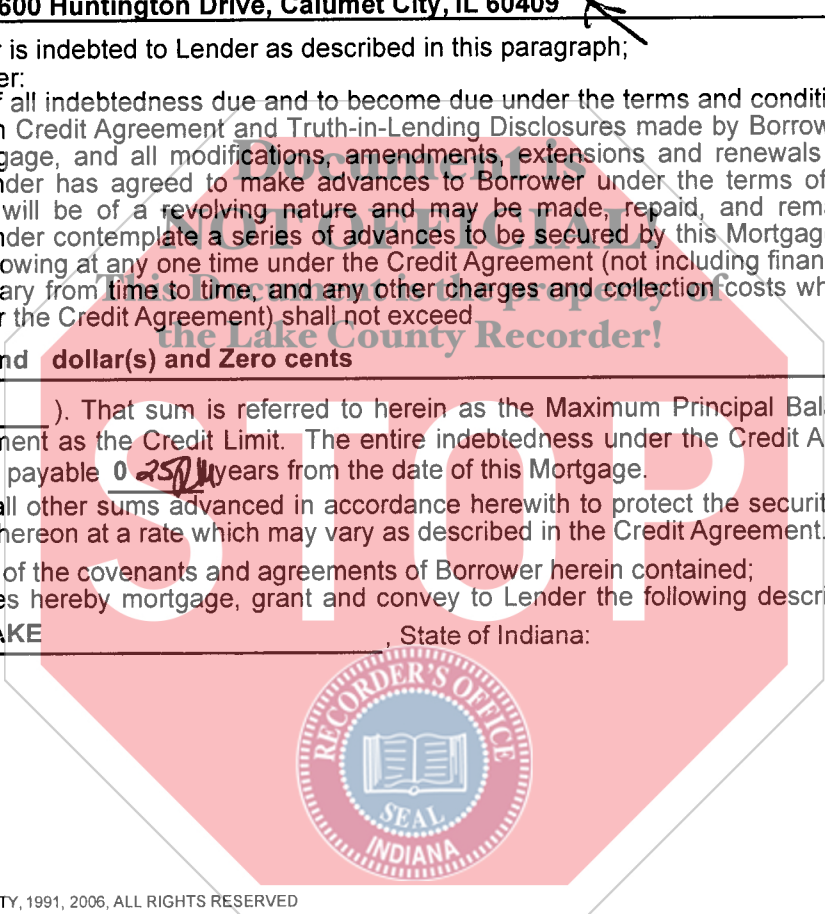 600 Huntington Drive, Calumet City, IL 60409
is indebted to Lender as described in this paragraph;
er:
f all indebtedness due and to become due under the terms and conditi
n Credit Agreement and Truth-in-Lending Disclosures made by Borrow
gage, and all modifications, amendments, extensions and renewals
Document is
nder has agreed to make advances to Borrower under the terms of
will be of a revolving nature and may be made, repaid, and rem
NOT OFFICIAL!
nder contemplate a series of advances to be secured by this Mortgag
owing at any one time under the Credit Agreement (not including finan
ary from time to time, and any other charges and collection costs wh
This Document is the property of
r the Credit Agreement) shall not exceed
the Lake County Recorder!
nd dollar(s) and Zero cents
). That sum is referred to herein as the Maximum Principal Bal
ment as the Credit Limit. The entire indebtedness under the Credit A
payable 0 25 years from the date of this Mortgage.
all other sums advanced in accordance herewith to protect the securit
hereon at a rate which may vary as described in the Credit Agreement.
STOP
of the covenants and agreements of Borrower herein contained;
es hereby mortgage, grant and convey to Lender the following descri
AKE , State of Indiana:
RECORDER'S OFFICE
SEAL
INDIANA
TY, 1991, 2006, ALL RIGHTS RESERVED